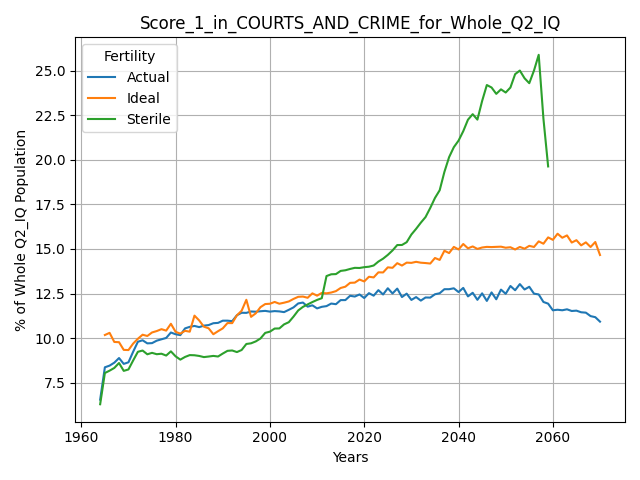 Score_1_in_COURTS_AND_CRIME_for_Whole_Q2_IQ
Fertility
Actual
Ideal
Sterile
% of Whole Q2_IQ Population
25.0
22.5
20.0
17.5
15.0
12.5
10.0
7.5
1960
1980
2000
2020
2040
2060
Years